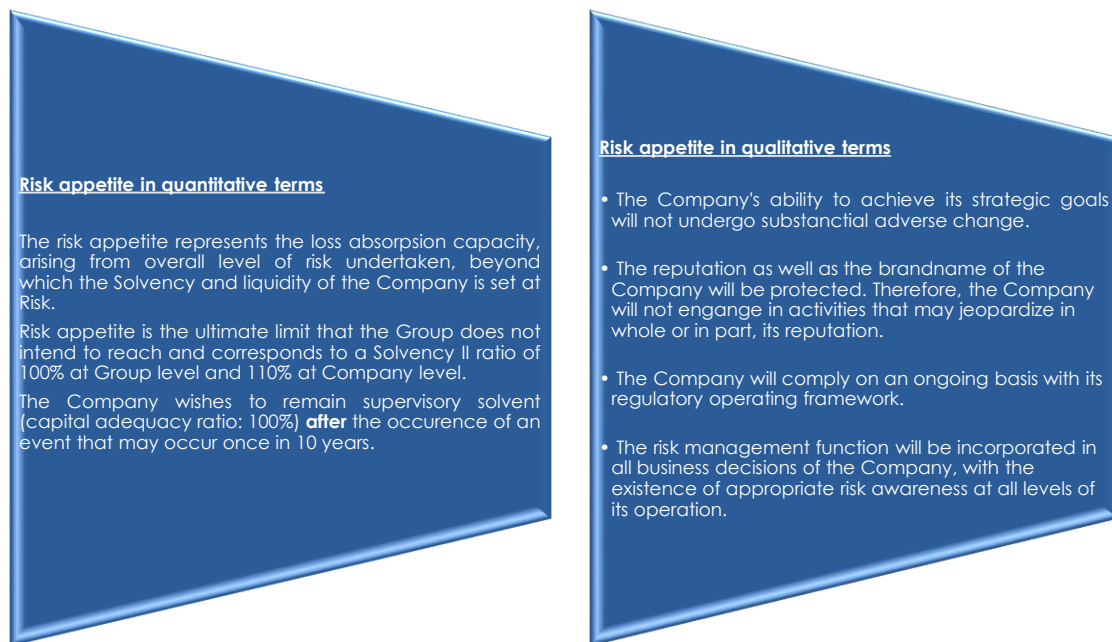 Risk appetite in quantitative terms
The risk appetite represents the loss absorpsion capacity,
arising from overall level of risk undertaken, beyond
which the Solvency and liquidity of the Company is set at
Risk.
Risk appetite is the ultimate limit that the Group does not
intend to reach and corresponds to a Solvency II ratio of
100% at Group level and 110% at Company level.
The Company wishes to remain supervisory solvent
(capital adequacy ratio: 100%) after the occurence of an
event that may occur once in 10 years.
Risk appetite in qualitative terms
• The Company's ability to achieve its strategic goals
will not undergo substanctial adverse change.
• The reputation as well as the brandname of the
Company will be protected. Therefore, the Company
will not engange in activities that may jeopardize in
whole or in part, its reputation.
• The Company will comply on an ongoing basis with its
regulatory operating framework.
• The risk management function will be incorporated in
all business decisions of the Company, with the
existence of appropriate risk awareness at all levels of
its operation.